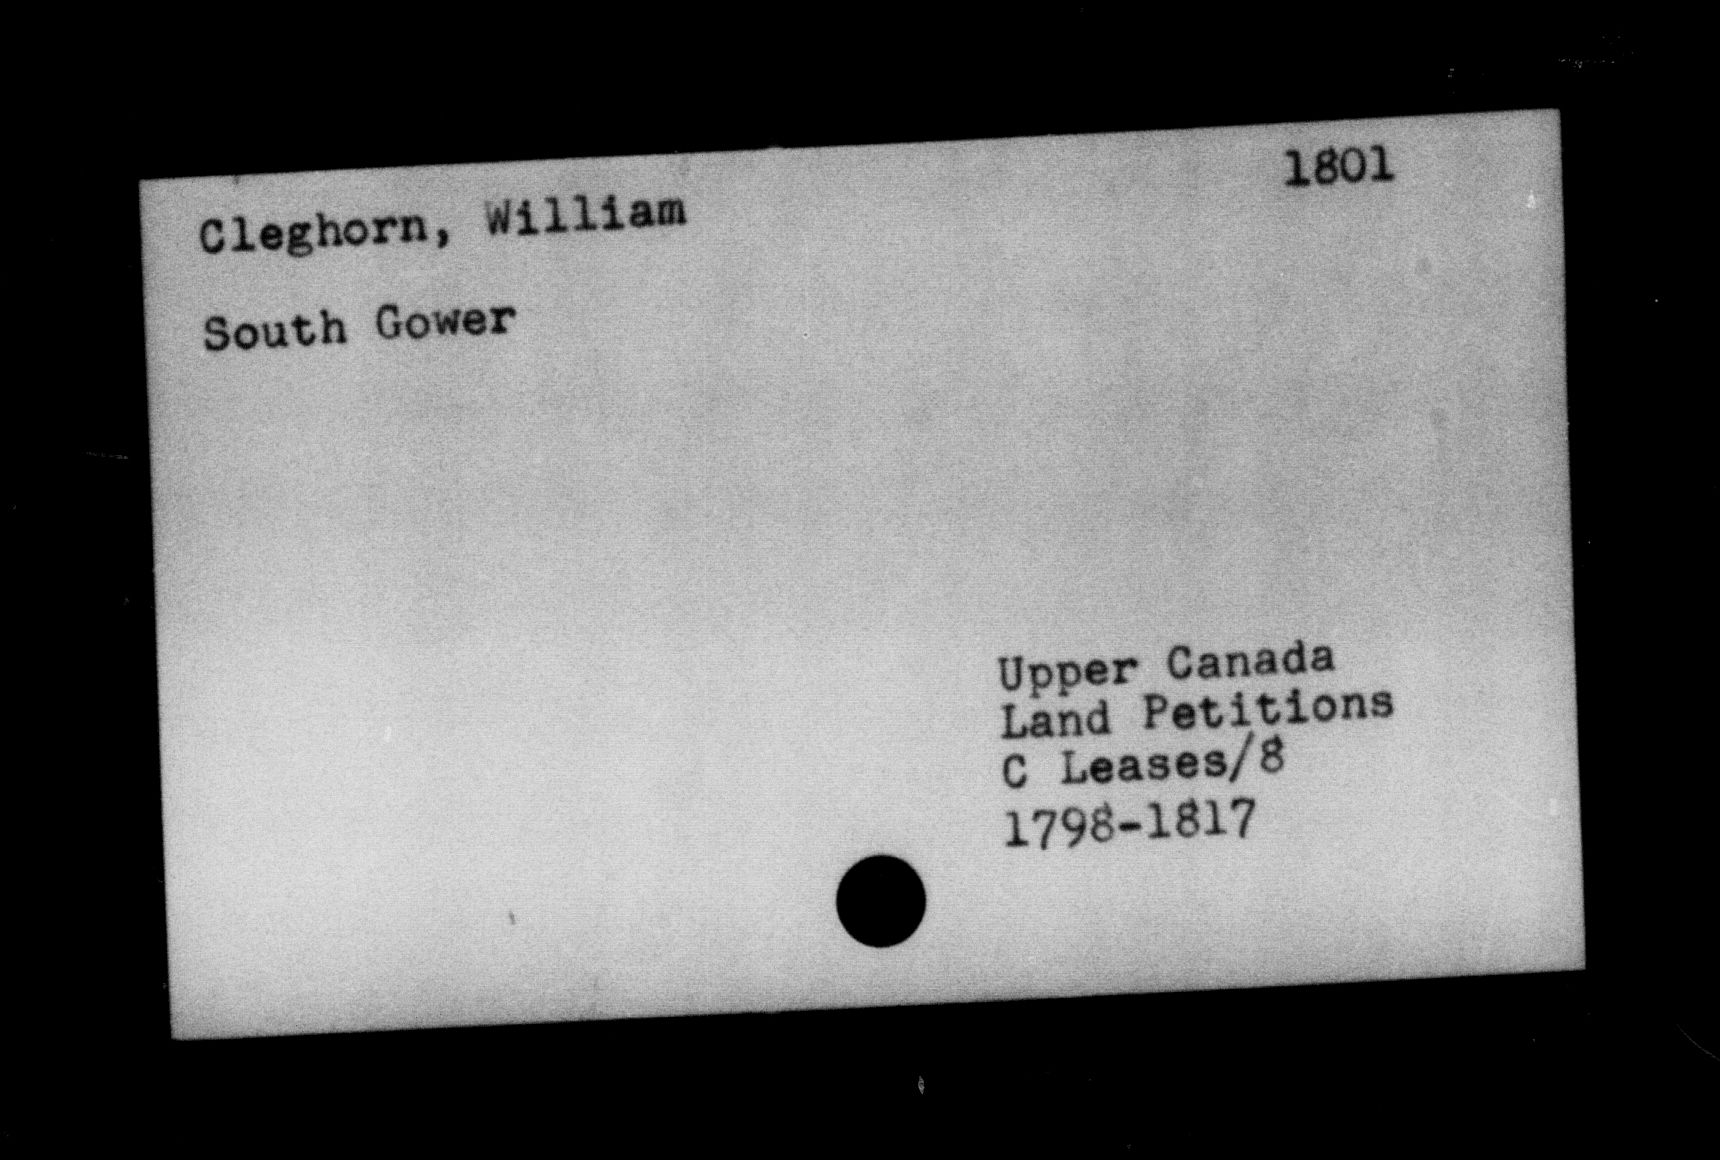 1801
Cleghorn, William
South Gower
Upper Canada
Land Petitions
C Leases/8
1798-1817